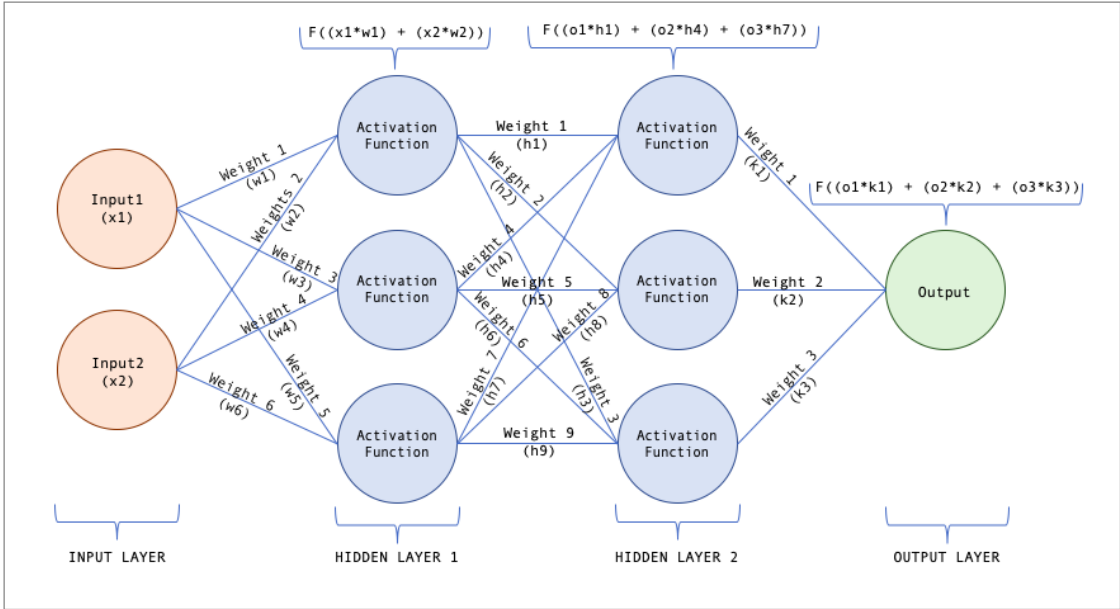 F((x1*w1) + (x2*w2))
F((o1*h1) + (o2*h4) + (o3*h7))
F((o1*k1) + (o2*k2) + (o3*k3))
Input1
(x1)
Input2
(x2)
Weight 1
(w1)
Weights 2
(w2)
Weight 3
(w3)
Weight 4
(w4)
Weight 5
(w5)
Weight 6
(w6)
Activation
Function
Activation
Function
Activation
Function
Weight 1
(h1)
Weight 2
(h2)
Weight 4
(h4)
Weight 5
(h5)
Weight 8
(h8)
Weight 6
(h6)
Weight 7
(h7)
Weight 3
(h3)
Weight 9
(h9)
Activation
Function
Activation
Function
Activation
Function
Weight 1
(k1)
Weight 2
(k2)
Weight 3
(k3)
Output
INPUT LAYER
HIDDEN LAYER 1
HIDDEN LAYER 2
OUTPUT LAYER